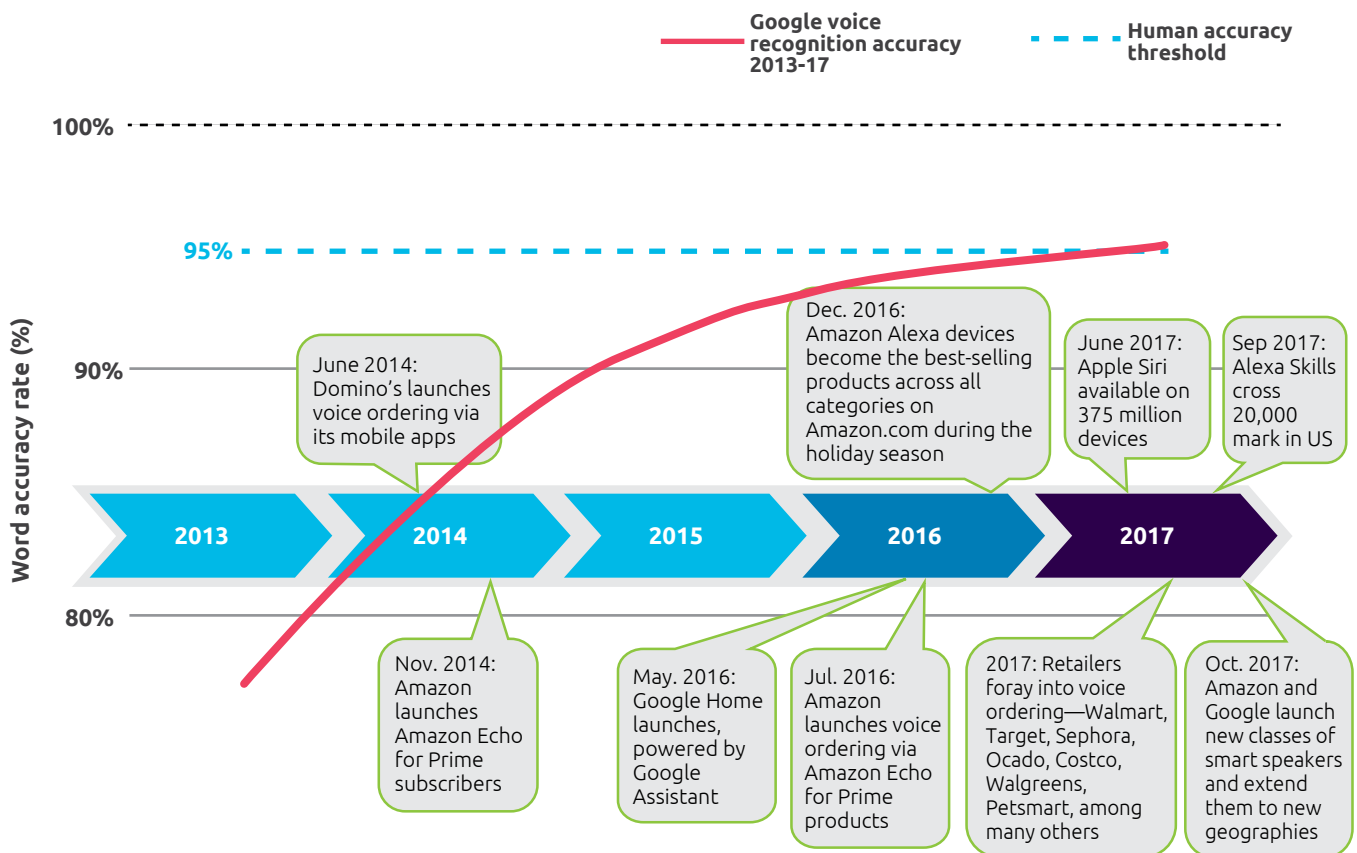 Google voice
recognition accuracy
2013-17
Human accuracy
threshold
100%
95%
Word accuracy rate (%)
90%
80%
June 2014:
Domino's launches
voice ordering via
its mobile apps
Dec. 2016:
Amazon Alexa devices
become the best-selling
products across all
categories on
Amazon.com during the
holiday season
June 2017:
Apple Siri
available on
375 million
devices
Sep 2017:
Alexa Skills
cross
20,000
mark in US
2013
2014
2015
2016
2017
Nov. 2014:
Amazon
launches
Amazon Echo
for Prime
subscribers
May. 2016:
Google Home
launches,
powered by
Google
Assistant
Jul. 2016:
Amazon
launches voice
ordering via
Amazon Echo
for Prime
products
2017: Retailers
foray into voice
ordering—Walmart,
Target, Sephora,
Ocado, Costco,
Walgreens,
Petsmart, among
many others
Oct. 2017:
Amazon and
Google launch
new classes of
smart speakers
and extend
them to new
geographies